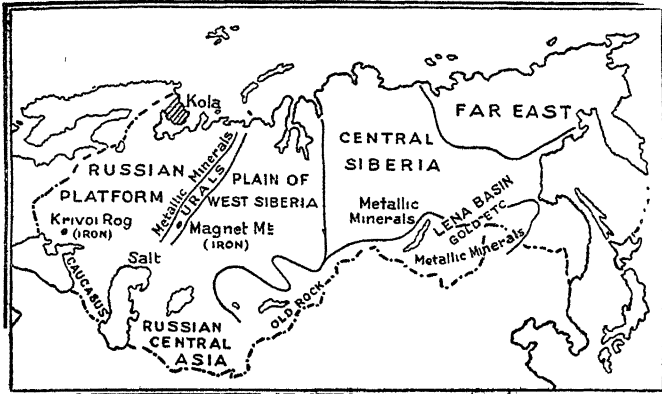 Kola
FAR EAST
CENTRAL
SIBERIA
RUSSIAN
PLATFORM
Metallic Minerals
URALS
PLAIN OF
WEST SIBERIA
Krivoi Rog
(IRON)
Magnet Mt
(IRON)
Metallic
Minerals
LENA BASIN
GOLD ETC
Metallic Minerals
Salt
CAUCASUS
OLD ROCK
RUSSIAN
CENTRAL
ASIA